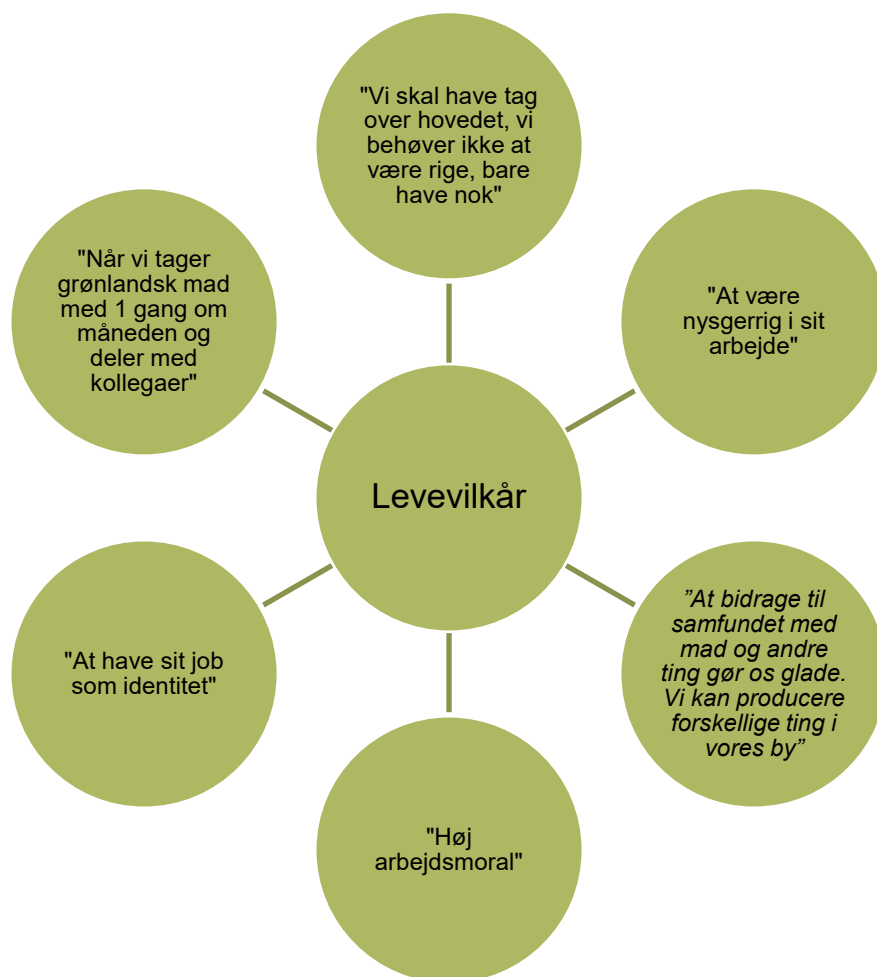 "Vi skal have tag
over hovedet, vi
behøver ikke at
være rige, bare
have nok"
"At være
nysgerrig i sit
arbejde"
”At bidrage til
samfundet med
mad og andre
ting gør os glade.
Vi kan producere
forskellige ting i
vores by”
"Høj
arbejdsmoral"
"At have sit job
som identitet"
"Når vi tager
grønlandsk mad
med 1 gang om
måneden og
deler med
kollegaer"
Levevilkår